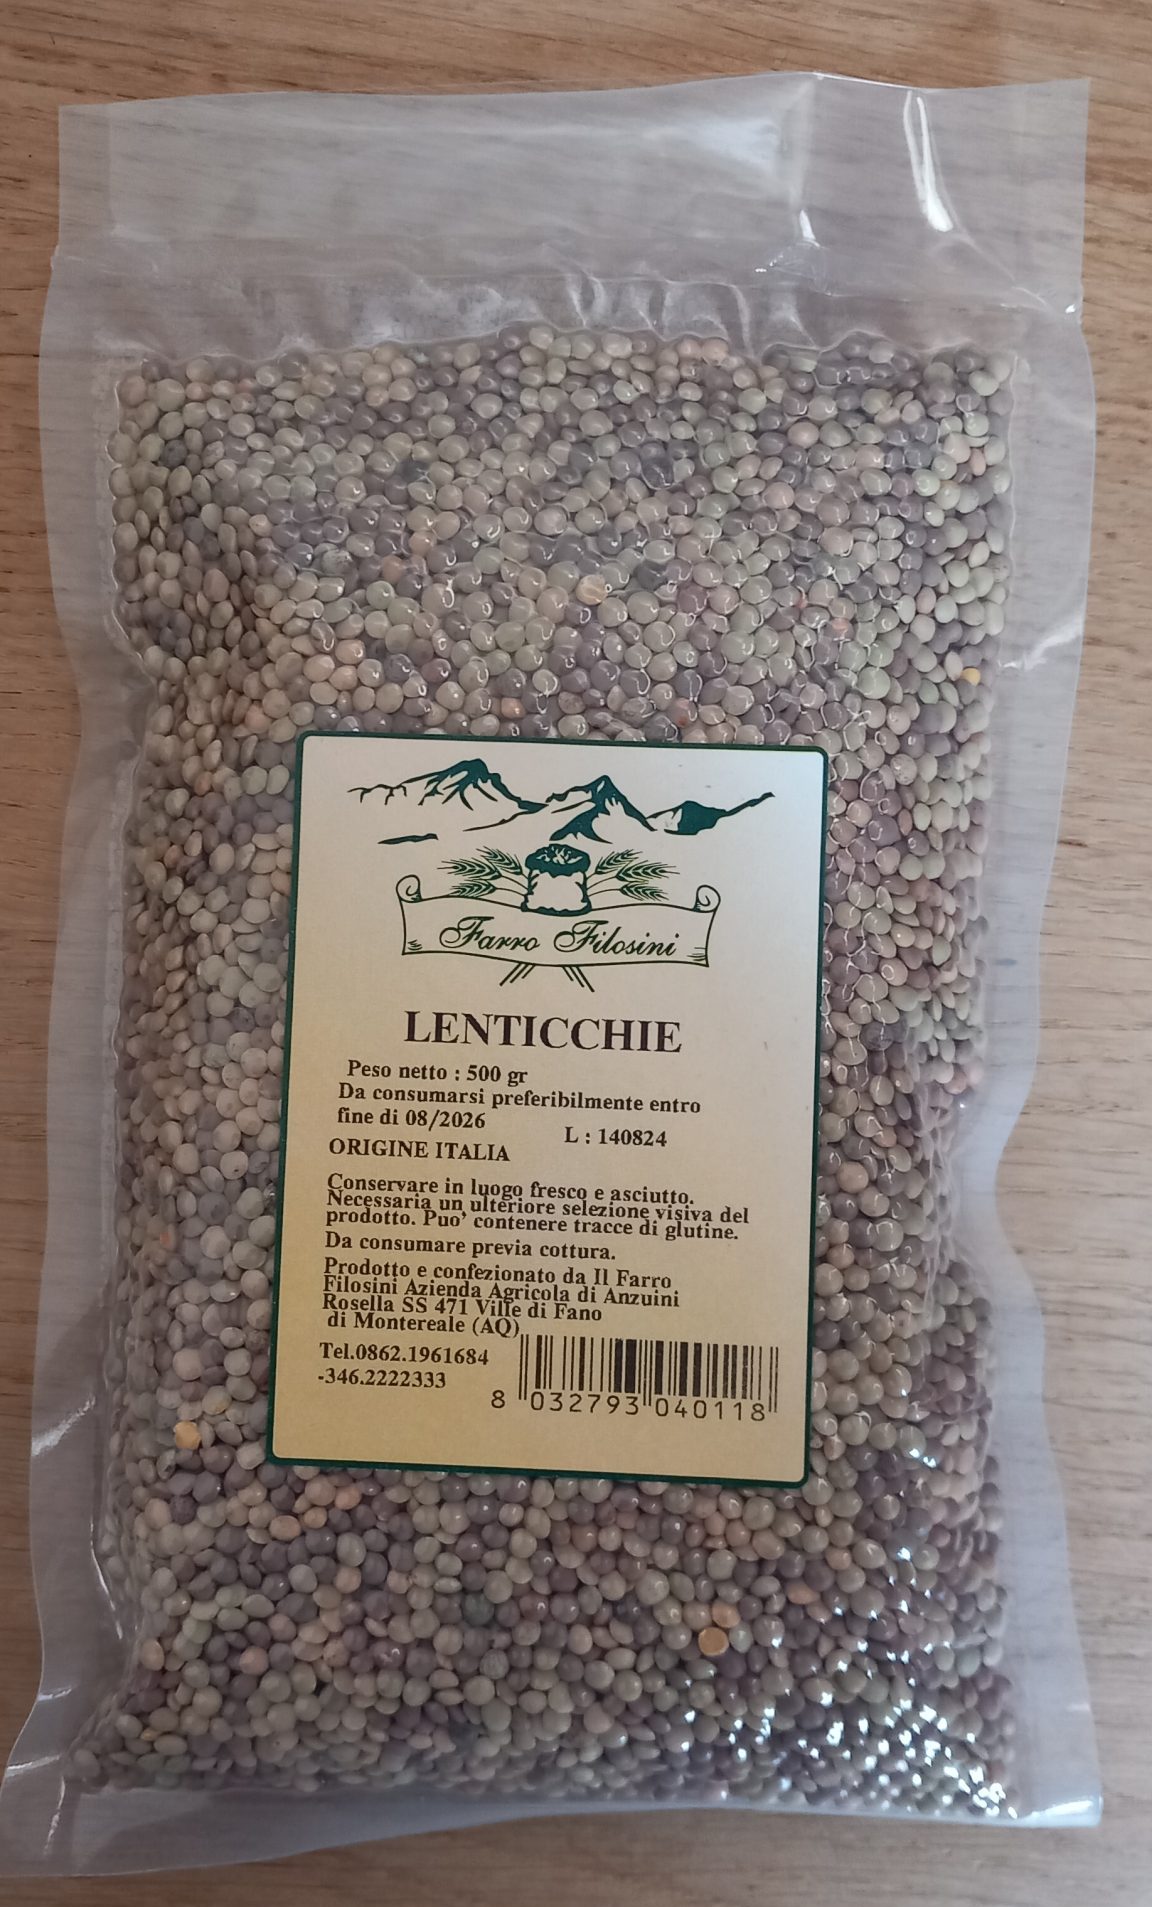 Farro Filosini
LENTICCHIE
Peso netto : 500 gr
Da consumarsi preferibilmente entro
fine di 08/2026
L : 140824
ORIGINE ITALIA
Conservare in luogo fresco e asciutto.
Necessaria un ulteriore selezione visiva del
prodotto. Puo' contenere tracce di glutine.
Da consumare previa cottura.
Prodotto e confezionato da Il Farro
Filosini Azienda Agricola di Anzuini
Rosella SS 471 Ville di Fano
di Montereale (AQ)
Tel.0862.1961684
-346.2222333
8 032793 040118